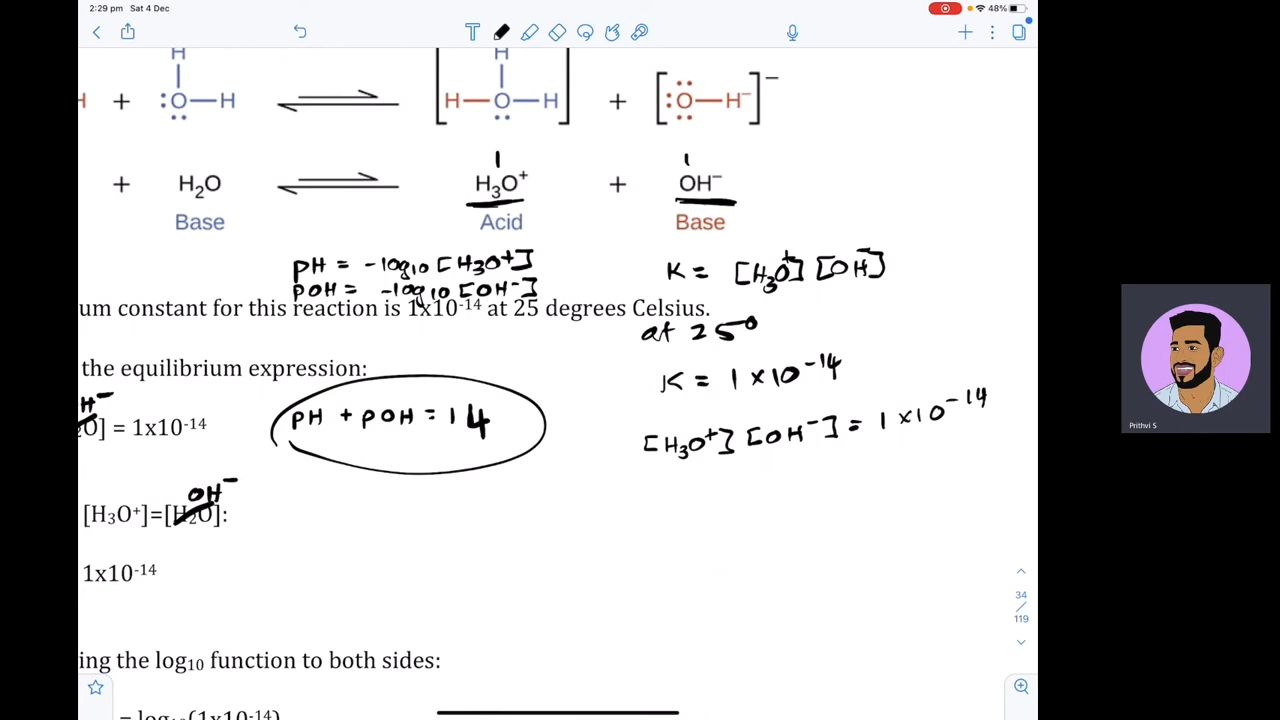 2:29 pm Sat 4 Dec
48%
T
H
H + :O—H
H
H—O—H + [:O—H⁻]⁻
+ H₂O H₃O⁺ + OH⁻
Base Acid Base
pH = -log₁₀ [H₃O⁺]
pOH = -log₁₀ [OH⁻]
K = [H₃O⁺] [OH⁻]
um constant for this reaction is 1x10⁻¹⁴ at 25 degrees Celsius.
at 25°
the equilibrium expression:
K = 1 × 10⁻¹⁴
H⁻
O] = 1x10⁻¹⁴
pH + pOH = 14
[H₃O⁺] [OH⁻] = 1 × 10⁻¹⁴
OH⁻
[H₃O⁺]=[H₂O]:
1x10⁻¹⁴
ing the log₁₀ function to both sides:
= log₁₀(1x10⁻¹⁴)
34
/
119
Prithvi S